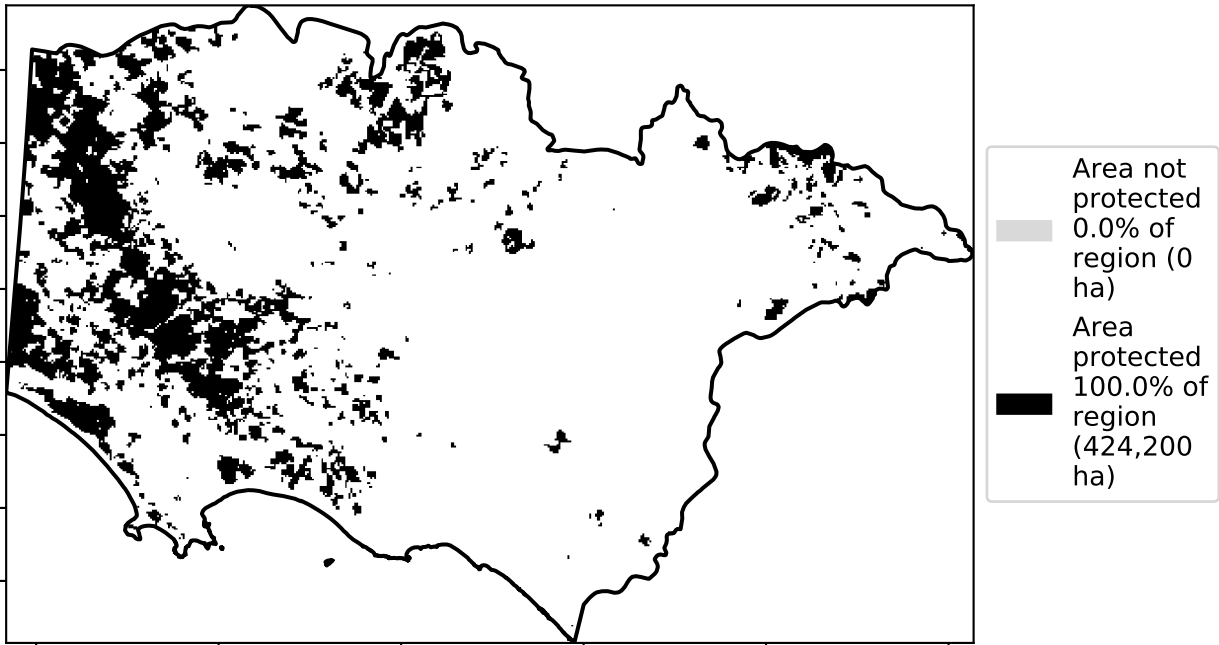 Area not
protected
0.0% of
region (0
ha)
Area
protected
100.0% of
region
(424,200
ha)